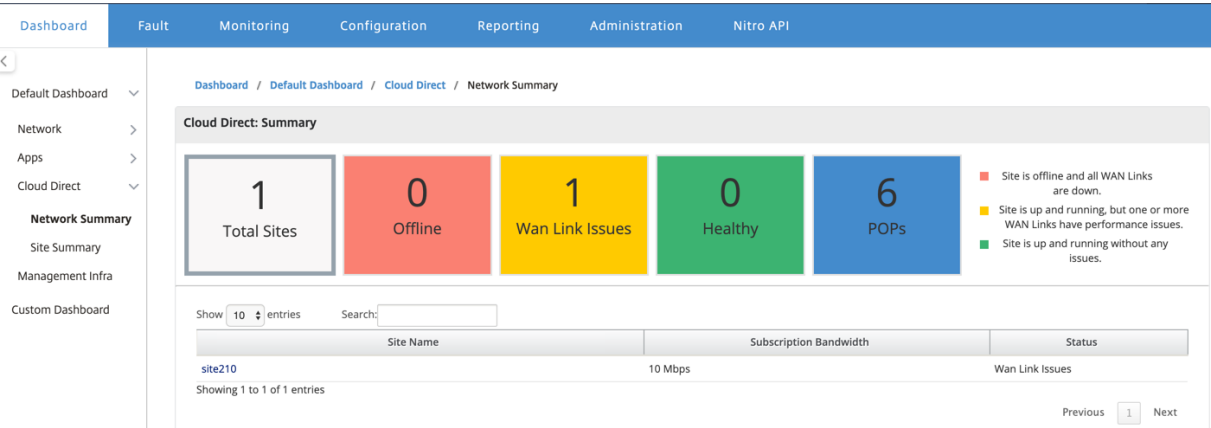 Dashboard Fault Monitoring Configuration Reporting Administration Nitro API
Default Dashboard
Network
Apps
Cloud Direct
Network Summary
Site Summary
Management Infra
Custom Dashboard
Dashboard / Default Dashboard / Cloud Direct / Network Summary
Cloud Direct: Summary
1
Total Sites
0
Offline
1
Wan Link Issues
0
Healthy
6
POPs
Site is offline and all WAN Links
are down.
Site is up and running, but one or more
WAN Links have performance issues.
Site is up and running without any
issues.
Show 10 entries Search:
Site Name Subscription Bandwidth Status
site210 10 Mbps Wan Link Issues
Showing 1 to 1 of 1 entries
Previous 1 Next